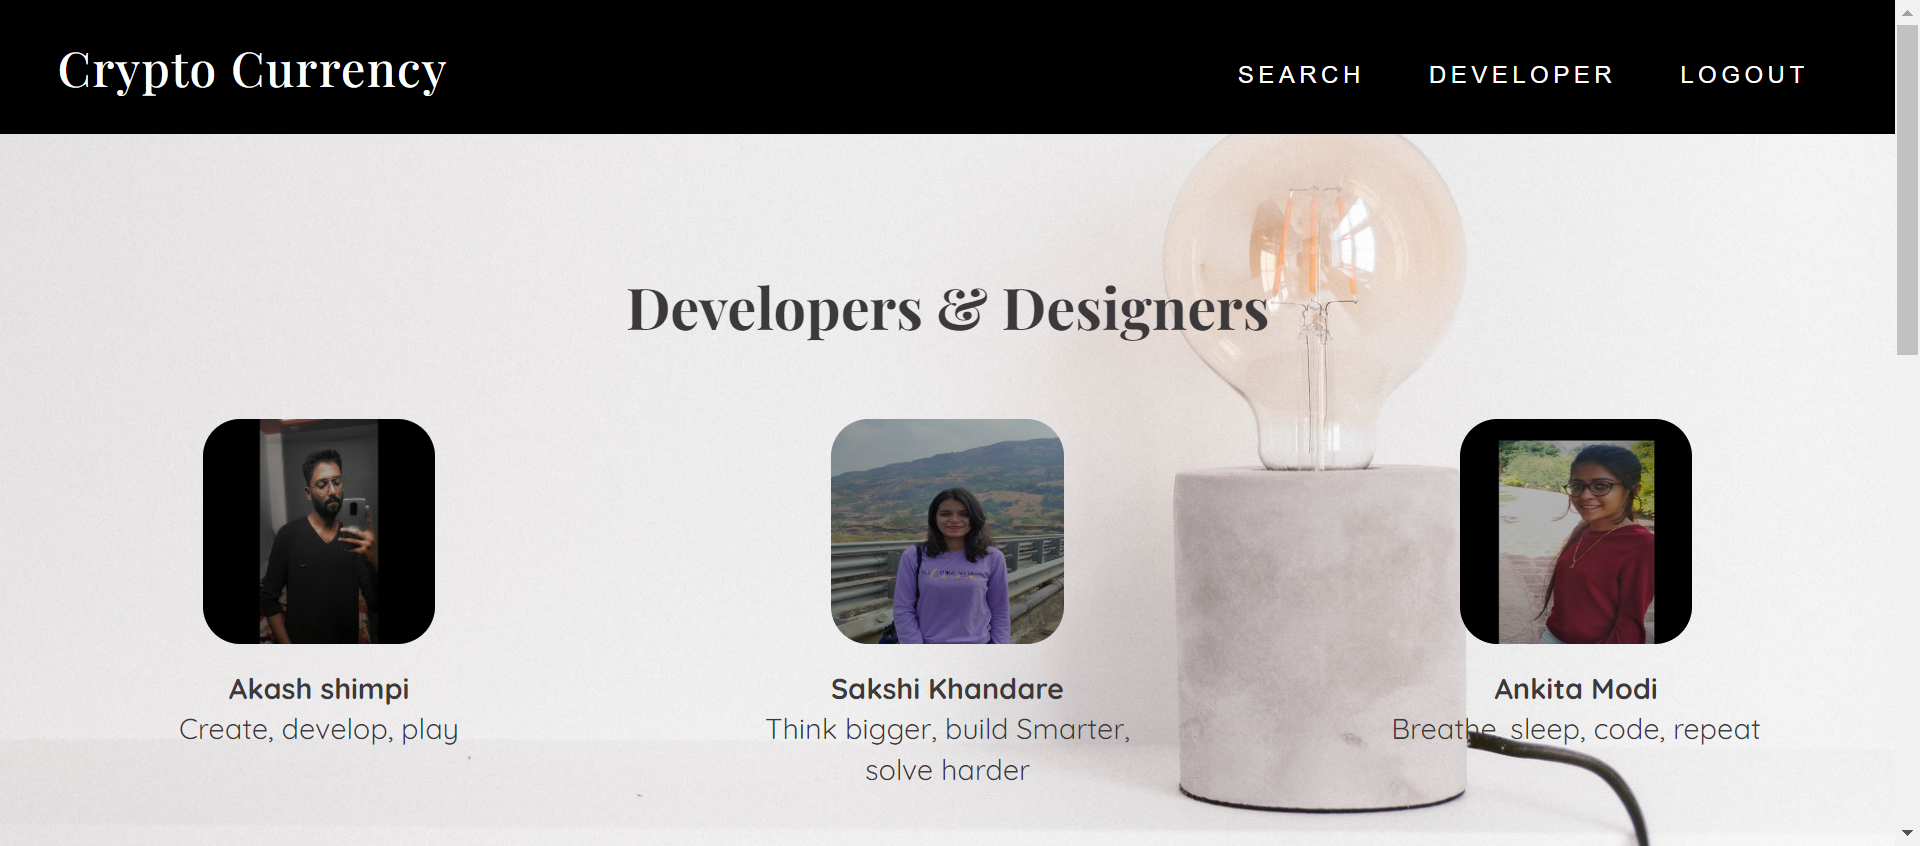 Crypto Currency
SEARCH DEVELOPER LOGOUT
Developers & Designers
Akash shimpi
Create, develop, play
Sakshi Khandare
Think bigger, build Smarter,
solve harder
Ankita Modi
Breathe, sleep, code, repeat